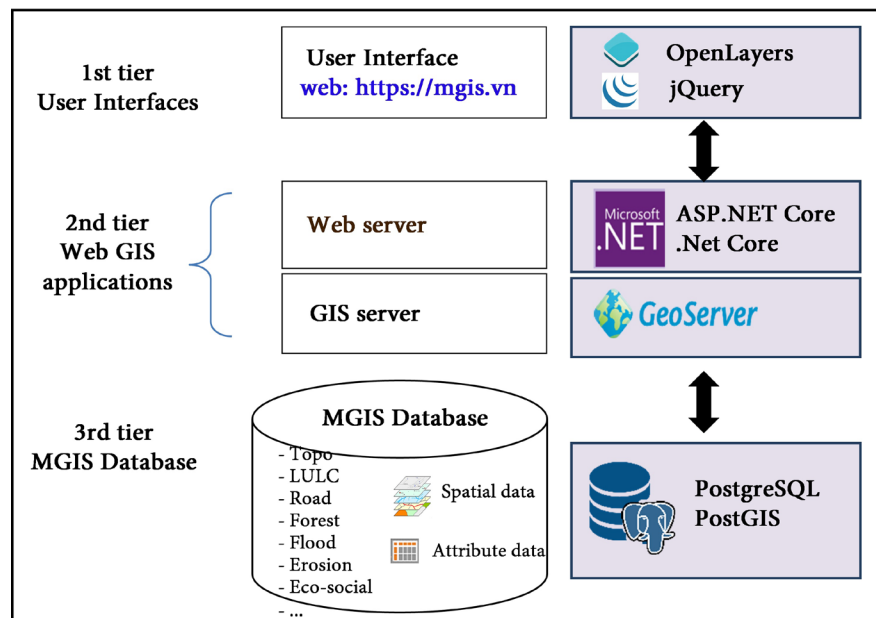 1st tier
User Interfaces
User Interface
web: https://mgis.vn
OpenLayers
jQuery
2nd tier
Web GIS
applications
Web server
Microsoft
.NET
ASP.NET Core
.Net Core
GIS server
GeoServer
3rd tier
MGIS Database
MGIS Database
- Topo
- LULC
- Road
- Forest
- Flood
- Erosion
- Eco-social
- ...
Spatial data
Attribute data
PostgreSQL
PostGIS